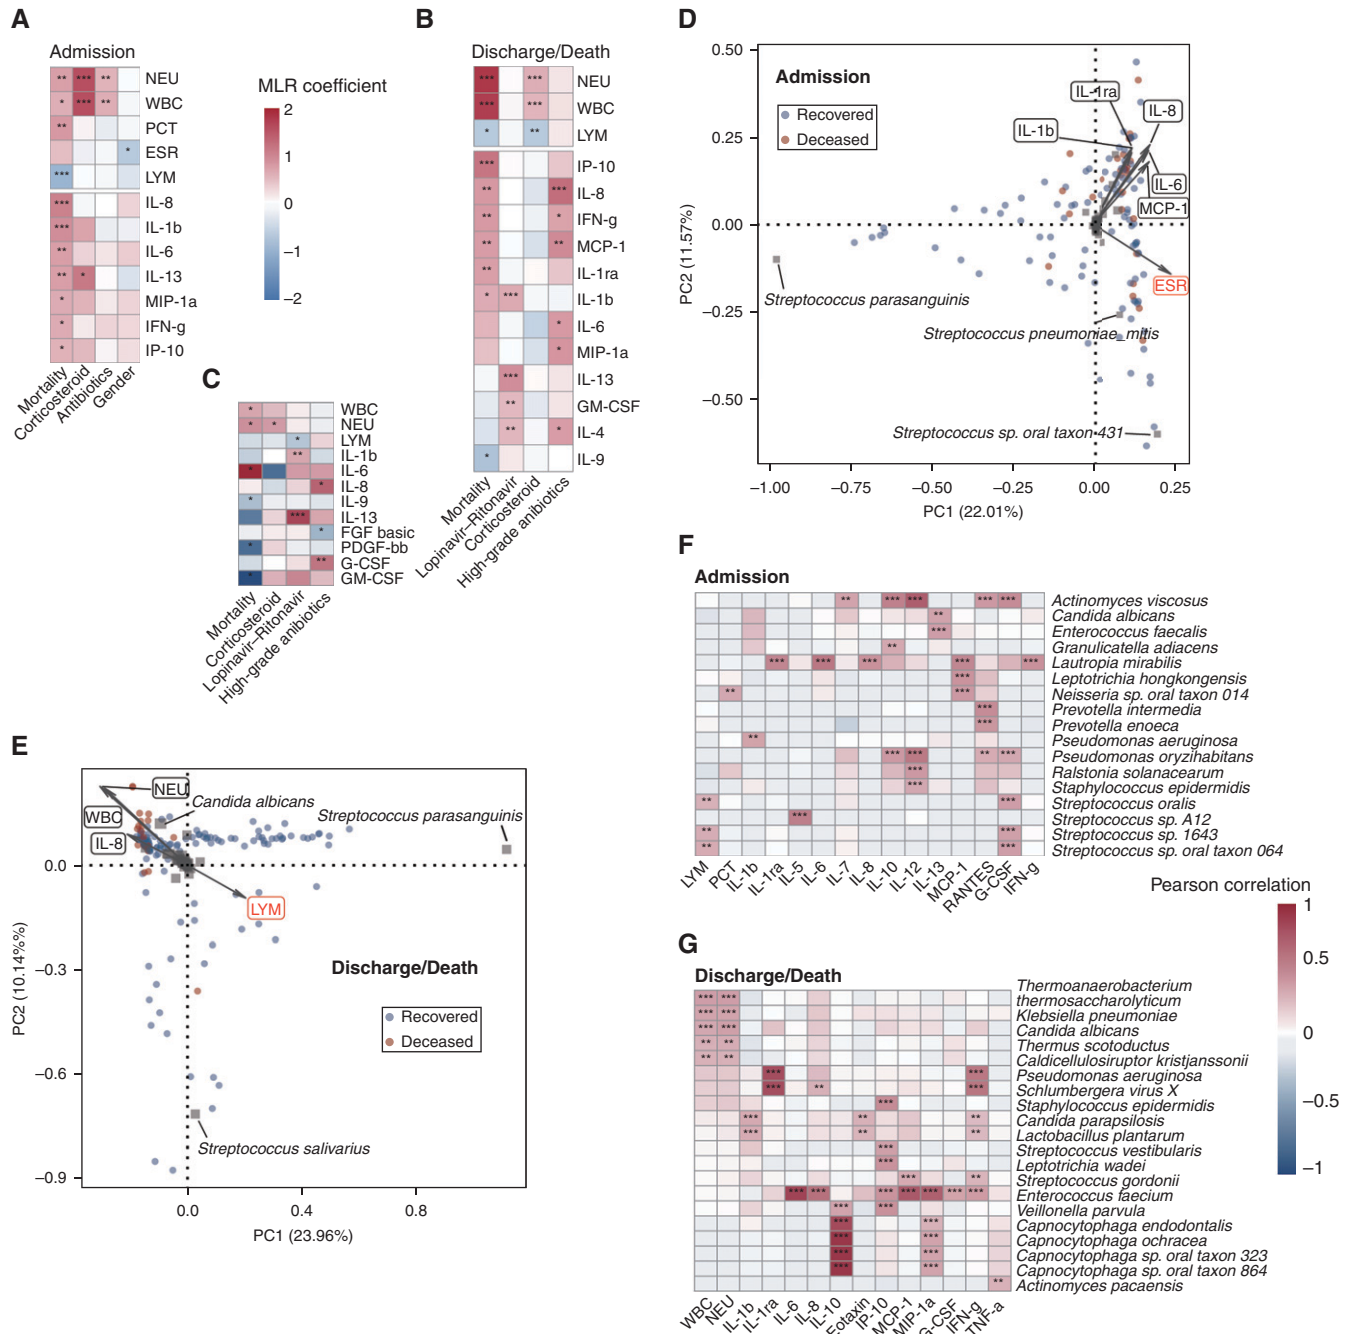 A
Admission
NEU
WBC
PCT
ESR
LYM
IL-8
IL-1b
IL-6
IL-13
MIP-1a
IFN-g
IP-10
Mortality
Corticosteroid
Antibiotics
Gender
MLR coefficient
2
1
0
−1
−2
B
Discharge/Death
NEU
WBC
LYM
IP-10
IL-8
IFN-g
MCP-1
IL-1ra
IL-1b
IL-6
MIP-1a
IL-13
GM-CSF
IL-4
IL-9
Mortality
Lopinavir–Ritonavir
Corticosteroid
High-grade anibiotics
C
WBC
NEU
LYM
IL-1b
IL-6
IL-8
IL-9
IL-13
FGF basic
PDGF-bb
G-CSF
GM-CSF
Mortality
Corticosteroid
Lopinavir–Ritonavir
High-grade anibiotics
D
Admission
Recovered
Deceased
IL-1ra
IL-8
IL-1b
IL-6
MCP-1
ESR
Streptococcus parasanguinis
Streptococcus pneumoniae_mitis
Streptococcus sp. oral taxon 431
0.50
0.25
0.00
−0.25
−0.50
PC2 (11.57%)
−1.00
−0.75
−0.50
−0.25
0.00
0.25
PC1 (22.01%)
E
NEU
WBC
IL-8
LYM
Candida albicans
Streptococcus parasanguinis
Streptococcus salivarius
Discharge/Death
Recovered
Deceased
0.0
−0.3
−0.6
−0.9
PC2 (10.14%%)
0.0
0.4
0.8
PC1 (23.96%)
F
Admission
Actinomyces viscosus
Candida albicans
Enterococcus faecalis
Granulicatella adiacens
Lautropia mirabilis
Leptotrichia hongkongensis
Neisseria sp. oral taxon 014
Prevotella intermedia
Prevotella enoeca
Pseudomonas aeruginosa
Pseudomonas oryzihabitans
Ralstonia solanacearum
Staphylococcus epidermidis
Streptococcus oralis
Streptococcus sp. A12
Streptococcus sp. 1643
Streptococcus sp. oral taxon 064
LYM
PCT
IL-1b
IL-1ra
IL-5
IL-6
IL-7
IL-8
IL-10
IL-12
IL-13
MCP-1
RANTES
G-CSF
IFN-g
Pearson correlation
1
0.5
0
−0.5
−1
G
Discharge/Death
Thermoanaerobacterium
thermosaccharolyticum
Klebsiella pneumoniae
Candida albicans
Thermus scotoductus
Caldicellulosiruptor kristjanssonii
Pseudomonas aeruginosa
Schlumbergera virus X
Staphylococcus epidermidis
Candida parapsilosis
Lactobacillus plantarum
Streptococcus vestibularis
Leptotrichia wadei
Streptococcus gordonii
Enterococcus faecium
Veillonella parvula
Capnocytophaga endodontalis
Capnocytophaga ochracea
Capnocytophaga sp. oral taxon 323
Capnocytophaga sp. oral taxon 864
Actinomyces pacaensis
WBC
NEU
IL-1b
IL-1ra
IL-6
IL-8
IL-10
Eotaxin
IP-10
MCP-1
MIP-1a
G-CSF
IFN-g
TNF-a